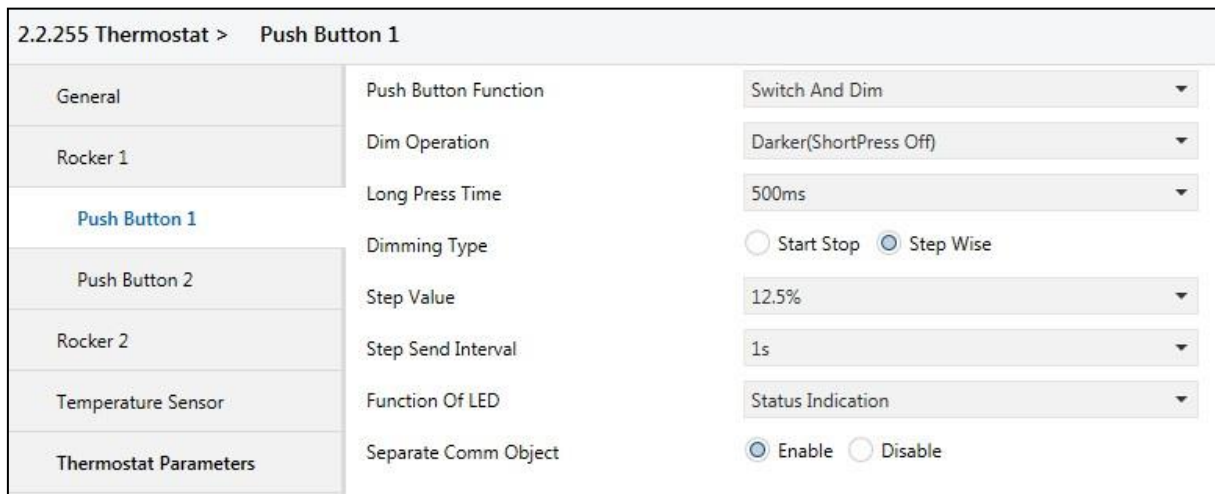 2.2.255 Thermostat > Push Button 1
General
Rocker 1
Push Button 1
Push Button 2
Rocker 2
Temperature Sensor
Thermostat Parameters
Push Button Function Switch And Dim
Dim Operation Darker(ShortPress Off)
Long Press Time 500ms
Dimming Type Start Stop Step Wise
Step Value 12.5%
Step Send Interval 1s
Function Of LED Status Indication
Separate Comm Object Enable Disable